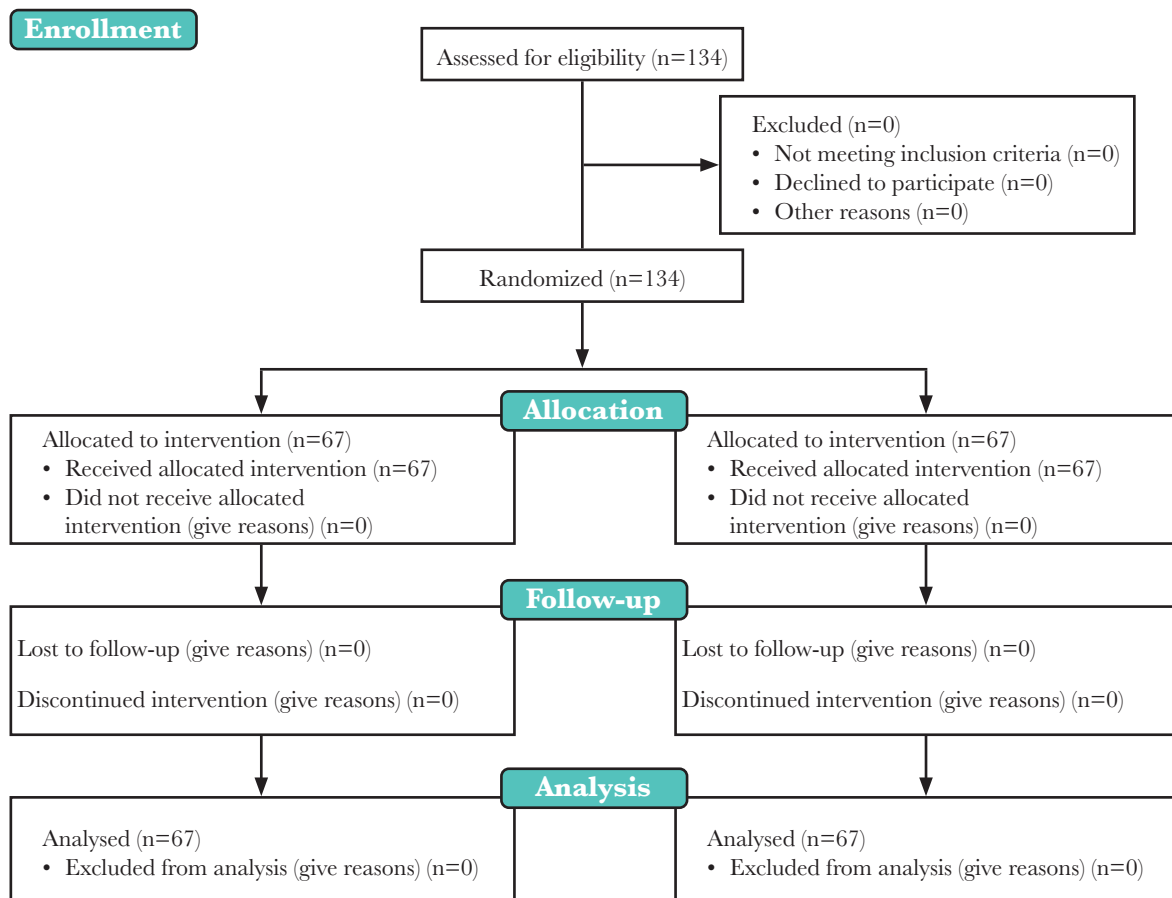 Enrollment
Assessed for eligibility (n=134)
Excluded (n=0)
• Not meeting inclusion criteria (n=0)
• Declined to participate (n=0)
• Other reasons (n=0)
Randomized (n=134)
Allocation
Allocated to intervention (n=67)
• Received allocated intervention (n=67)
• Did not receive allocated
intervention (give reasons) (n=0)
Allocated to intervention (n=67)
• Received allocated intervention (n=67)
• Did not receive allocated
intervention (give reasons) (n=0)
Follow-up
Lost to follow-up (give reasons) (n=0)
Discontinued intervention (give reasons) (n=0)
Lost to follow-up (give reasons) (n=0)
Discontinued intervention (give reasons) (n=0)
Analysis
Analysed (n=67)
• Excluded from analysis (give reasons) (n=0)
Analysed (n=67)
• Excluded from analysis (give reasons) (n=0)